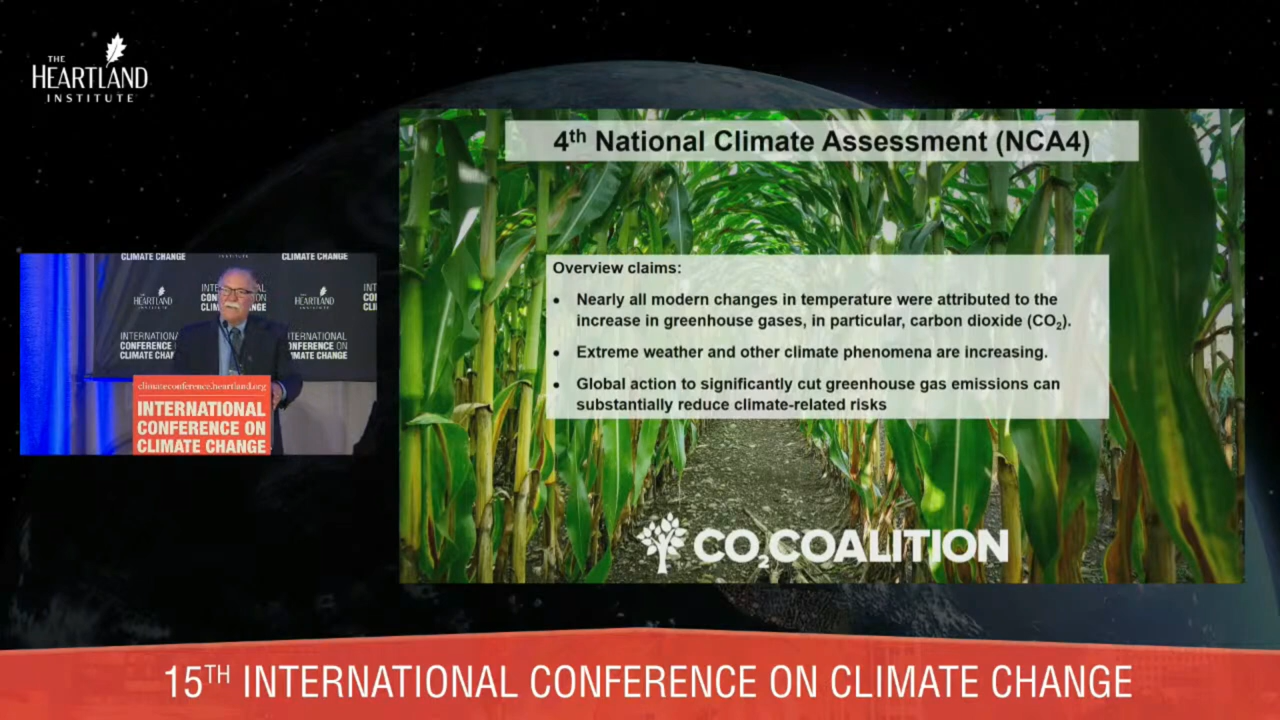 THE
HEARTLAND
INSTITUTE
4th National Climate Assessment (NCA4)
Overview claims:
• Nearly all modern changes in temperature were attributed to the
increase in greenhouse gases, in particular, carbon dioxide (CO₂).
• Extreme weather and other climate phenomena are increasing.
• Global action to significantly cut greenhouse gas emissions can
substantially reduce climate-related risks
CO₂COALITION
CLIMATE CHANGE
INSTITUTE
CLIMATE CHANGE
HEARTLAND
HEARTLAND
INTERNATIONAL
CONFERENCE ON
CLIMATE CHANGE
climateconference.heartland.org
INTERNATIONAL
CONFERENCE ON
CLIMATE CHANGE
15TH INTERNATIONAL CONFERENCE ON CLIMATE CHANGE